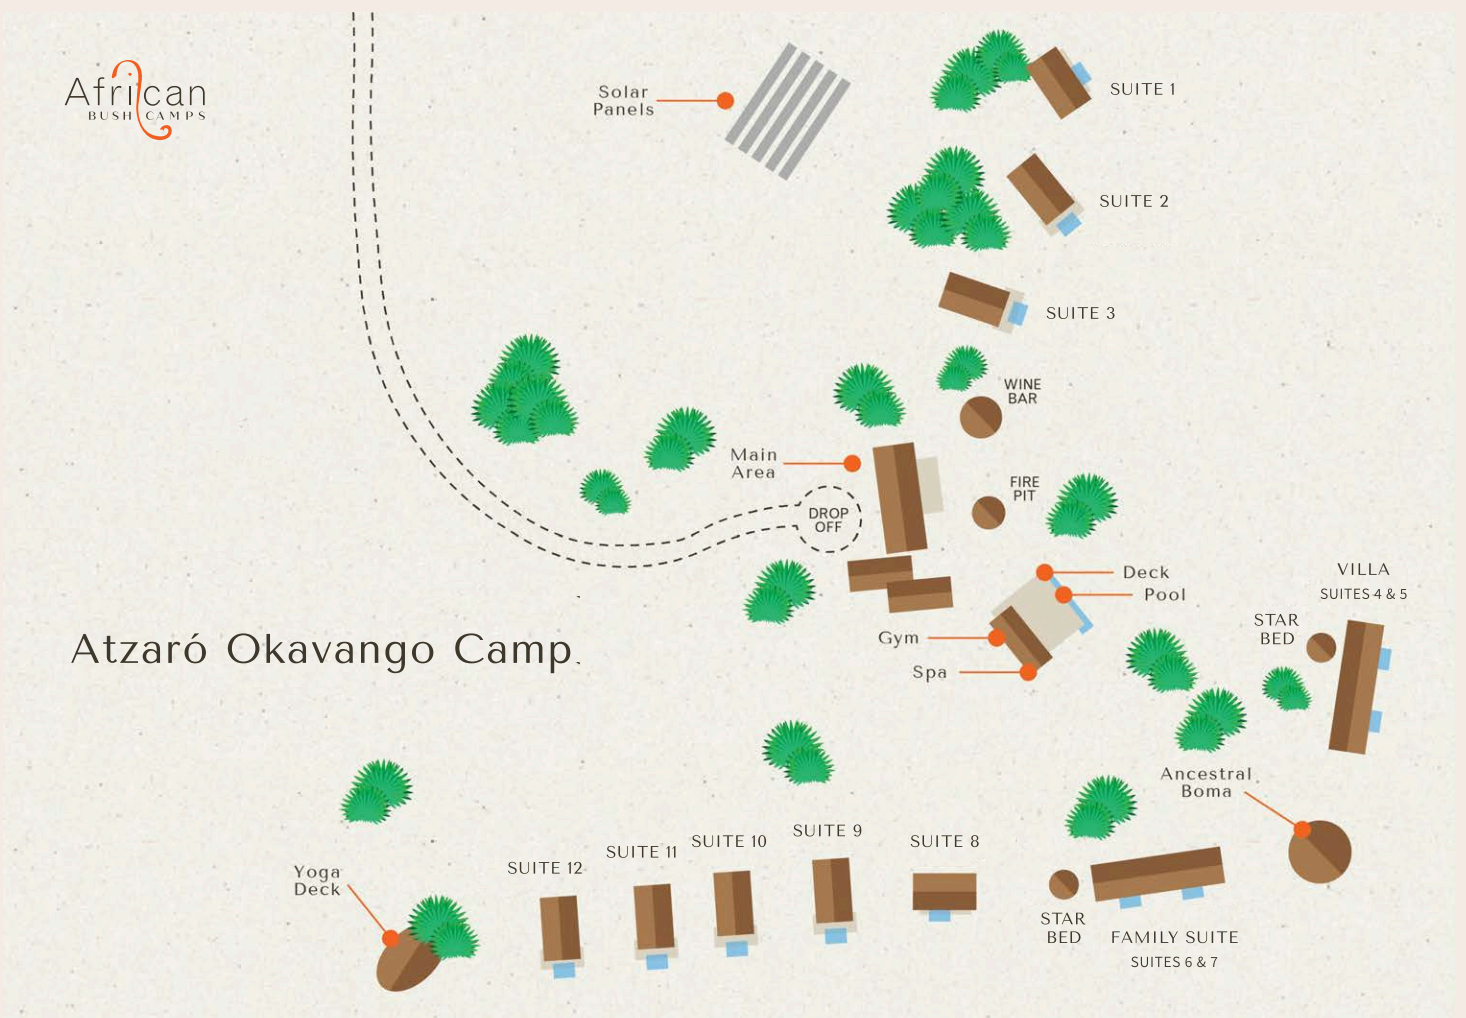 African
BUSH CAMPS
Solar
Panels
SUITE 1
SUITE 2
SUITE 3
WINE
BAR
Main
Area
FIRE
PIT
DROP
OFF
Deck
Pool
Gym
Spa
VILLA
SUITES 4 & 5
STAR
BED
Atzaró Okavango Camp
Ancestral
Boma
SUITE 9
SUITE 10
SUITE 8
SUITE 11
SUITE 12
Yoga
Deck
STAR
BED
FAMILY SUITE
SUITES 6 & 7